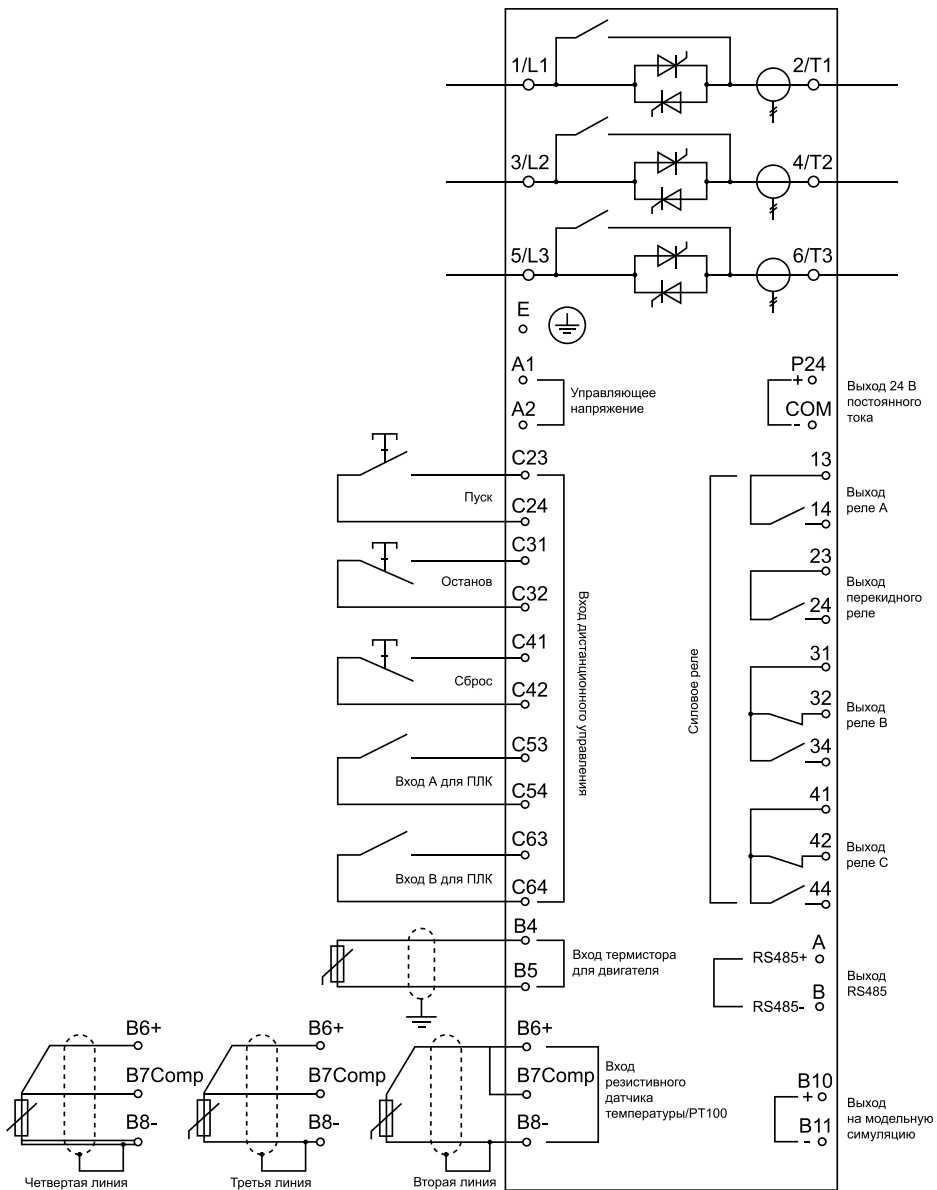 1/L1
2/T1
3/L2
4/T2
5/L3
6/T3
E
A1
A2
Управляющее
напряжение
P24
+
COM
-
Выход 24 В
постоянного
тока
C23
Пуск
C24
C31
Останов
C32
C41
Сброс
C42
C53
Вход А для ПЛК
C54
C63
Вход В для ПЛК
C64
Вход дистанционного управления
Силовое реле
13
14
Выход
реле А
23
24
Выход
перекидного
реле
31
32
34
Выход
реле В
41
42
44
Выход
реле С
B4
B5
Вход термистора
для двигателя
RS485+
A
RS485-
B
Выход
RS485
B6+
B7Comp
B8-
Четвертая линия
B6+
B7Comp
B8-
Третья линия
B6+
B7Comp
B8-
Вторая линия
Вход
резистивного
датчика
температуры/PT100
B10
+
B11
-
Выход
на модельную
симуляцию